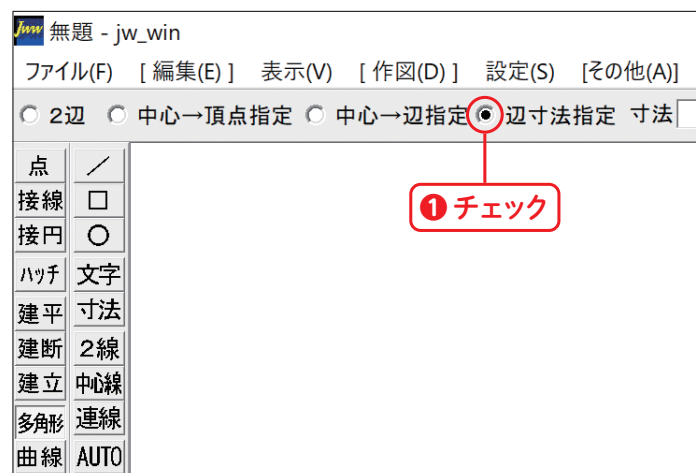 Jww 無題 - jw_win
ファイル(F) [ 編集(E) ] 表示(V) [ 作図(D) ] 設定(S) [その他(A)]
2辺 中心→頂点指定 中心→辺指定 辺寸法指定 寸法
❶ チェック
点 ／
接線 □
接円 ○
ハッチ 文字
建平 寸法
建断 2線
建立 中心線
多角形 連線
曲線 AUTO